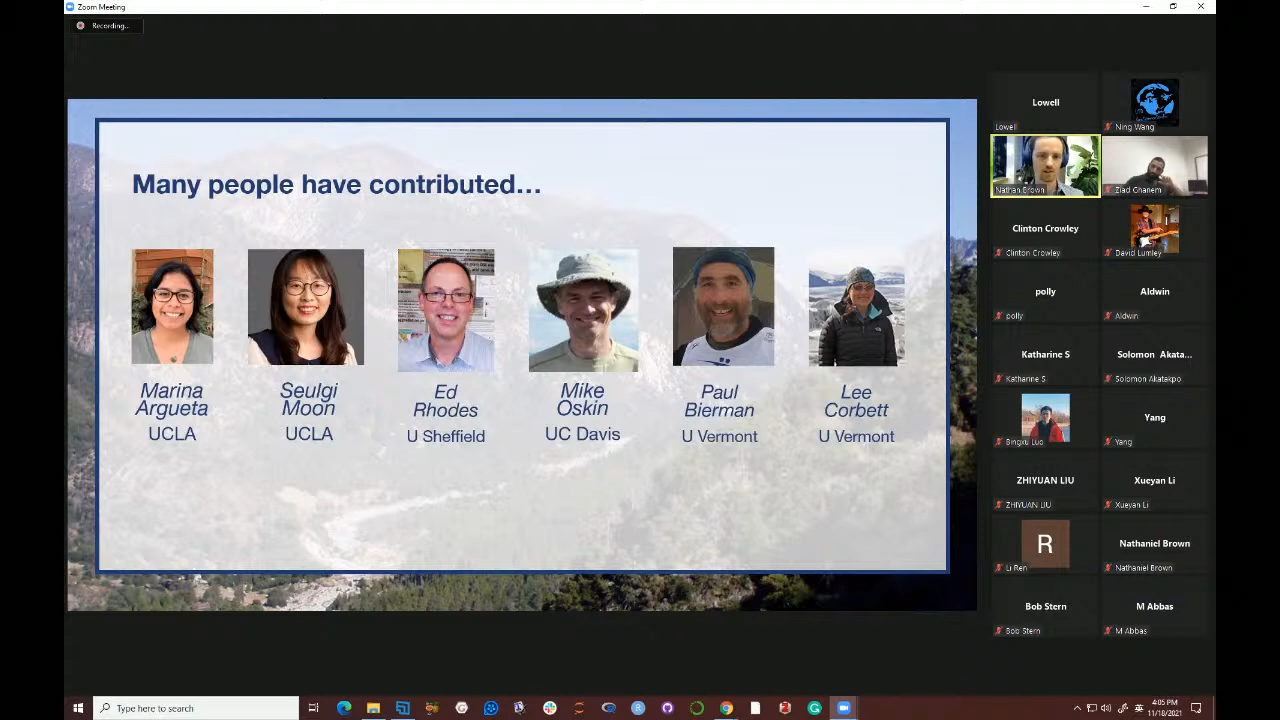 Zoom Meeting
Recording...
Many people have contributed...
Marina
Argueta
UCLA
Seulgi
Moon
UCLA
Ed
Rhodes
U Sheffield
Mike
Oskin
UC Davis
Paul
Bierman
U Vermont
Lee
Corbett
U Vermont
Lowell
Lowell
Ning Wang
Nathan Brown
Ziad Ghanem
Clinton Crowley
Clinton Crowley
David Lumley
polly
polly
Aldwin
Aldwin
Katharine S
Katharine S
Solomon Akata...
Solomon Akatakpo
Bingxu Luo
Yang
Yang
ZHIYUAN LIU
ZHIYUAN LIU
Xueyan Li
Xueyan Li
R
Li Ren
Nathaniel Brown
Nathaniel Brown
Bob Stern
Bob Stern
M Abbas
M Abbas
Type here to search
英
4:05 PM
11/18/2021